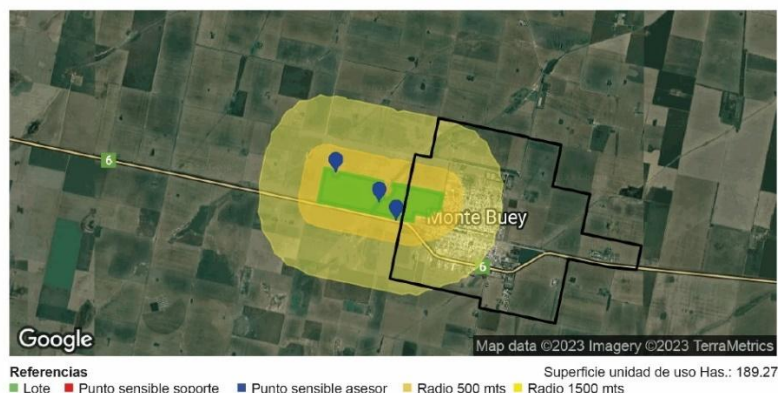 6
Monte Buey
6
Google
Map data ©2023 Imagery ©2023 TerraMetrics
Referencias
Superficie unidad de uso Has.: 189.27
Lote
Punto sensible soporte
Punto sensible asesor
Radio 500 mts
Radio 1500 mts